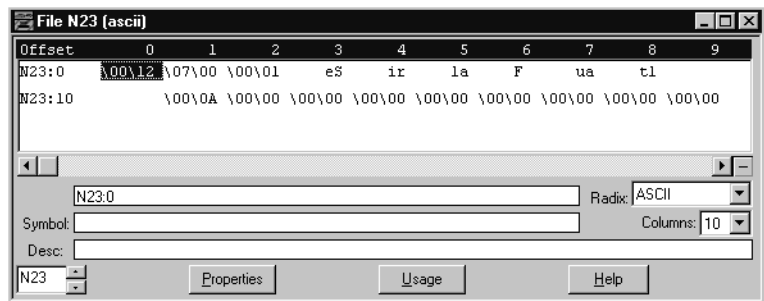 File N23 (ascii)
Offset 0 1 2 3 4 5 6 7 8 9
N23:0 \00\12 \07\00 \00\01 eS ir la F ua tl
N23:10 \00\0A \00\00 \00\00 \00\00 \00\00 \00\00 \00\00 \00\00 \00\00
N23:0 Radix: ASCII
Symbol: Columns: 10
Desc:
N23 Properties Usage Help